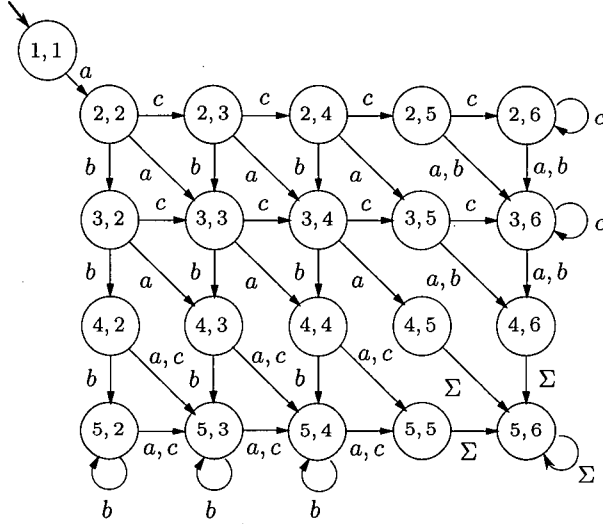 1, 1
a
2, 2 c 2, 3 c 2, 4 c 2, 5 c 2, 6 c
b a b a b a a, b a, b
3, 2 c 3, 3 c 3, 4 c 3, 5 c 3, 6 c
b a b a b a a, b a, b
4, 2 4, 3 4, 4 4, 5 4, 6
b a, c b a, c b a, c Σ Σ
5, 2 a, c 5, 3 a, c 5, 4 a, c 5, 5 Σ 5, 6 Σ
b b b